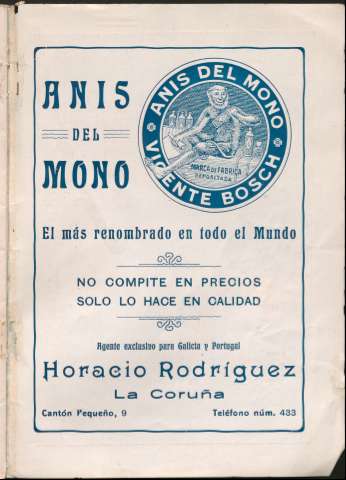 ANIS
DEL
MONO
ANIS DEL MONO
VICENTE BOSCH
MARCA DE FABRICA
DEPOSITADA
El más renombrado en todo el Mundo
NO COMPITE EN PRECIOS
SOLO LO HACE EN CALIDAD
Agente exclusivo para Galicia y Portugal
Horacio Rodríguez
La Coruña
Cantón Pequeño, 9 Teléfono núm. 433